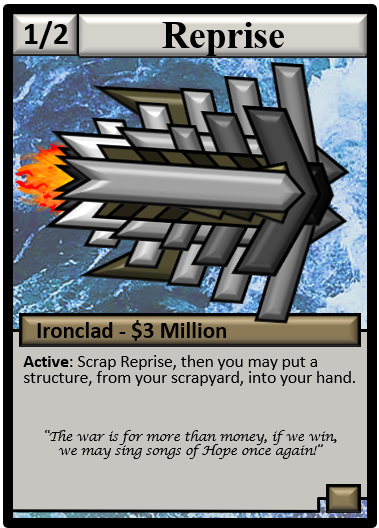 1/2
Reprise
Ironclad - $3 Million
Active: Scrap Reprise, then you may put a
structure, from your scrapyard, into your hand.
“The war is for more than money, if we win,
we may sing songs of Hope once again!”